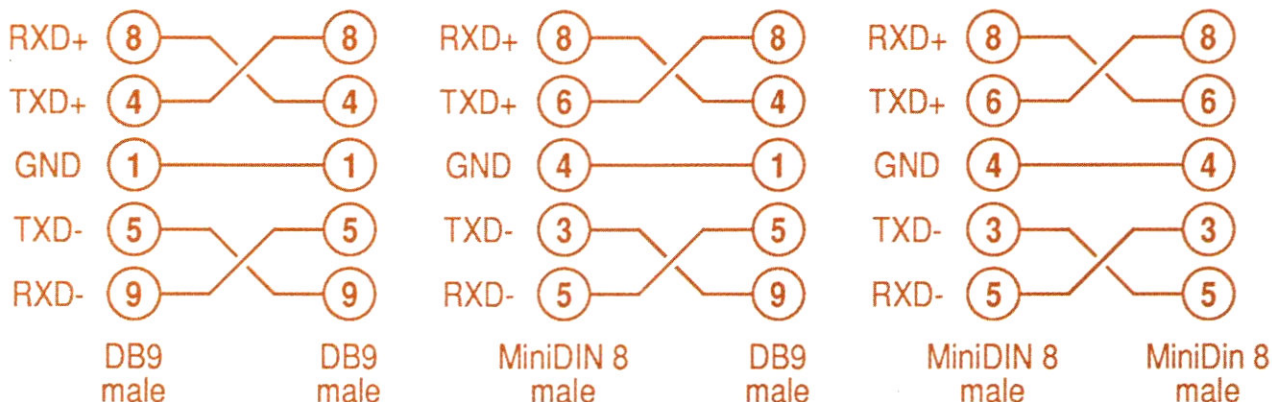 RXD+ 8 8 RXD+ 8 8 RXD+ 8 8
TXD+ 4 4 TXD+ 6 4 TXD+ 6 6
GND 1 1 GND 4 1 GND 4 4
TXD- 5 5 TXD- 3 5 TXD- 3 3
RXD- 9 9 RXD- 5 9 RXD- 5 5
DB9 DB9 MiniDIN 8 DB9 MiniDIN 8 MiniDin 8
male male male male male male